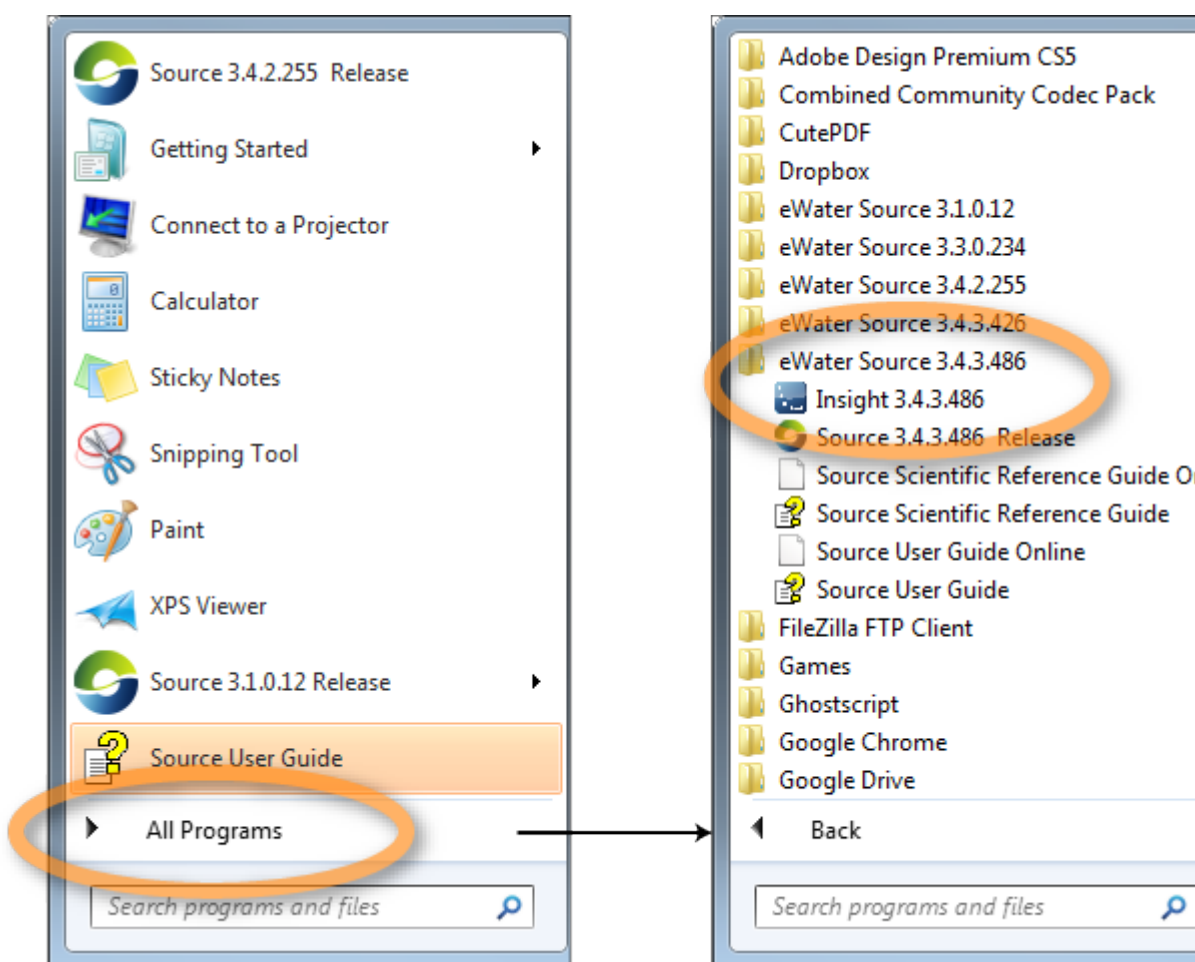 Source 3.4.2.255 Release
Getting Started
Connect to a Projector
Calculator
Sticky Notes
Snipping Tool
Paint
XPS Viewer
Source 3.1.0.12 Release
Source User Guide
All Programs
Search programs and files
Adobe Design Premium CS5
Combined Community Codec Pack
CutePDF
Dropbox
eWater Source 3.1.0.12
eWater Source 3.3.0.234
eWater Source 3.4.2.255
eWater Source 3.4.3.426
eWater Source 3.4.3.486
Insight 3.4.3.486
Source 3.4.3.486 Release
Source Scientific Reference Guide
Source Scientific Reference Guide
Source User Guide Online
Source User Guide
FileZilla FTP Client
Games
Ghostscript
Google Chrome
Google Drive
Back
Search programs and files